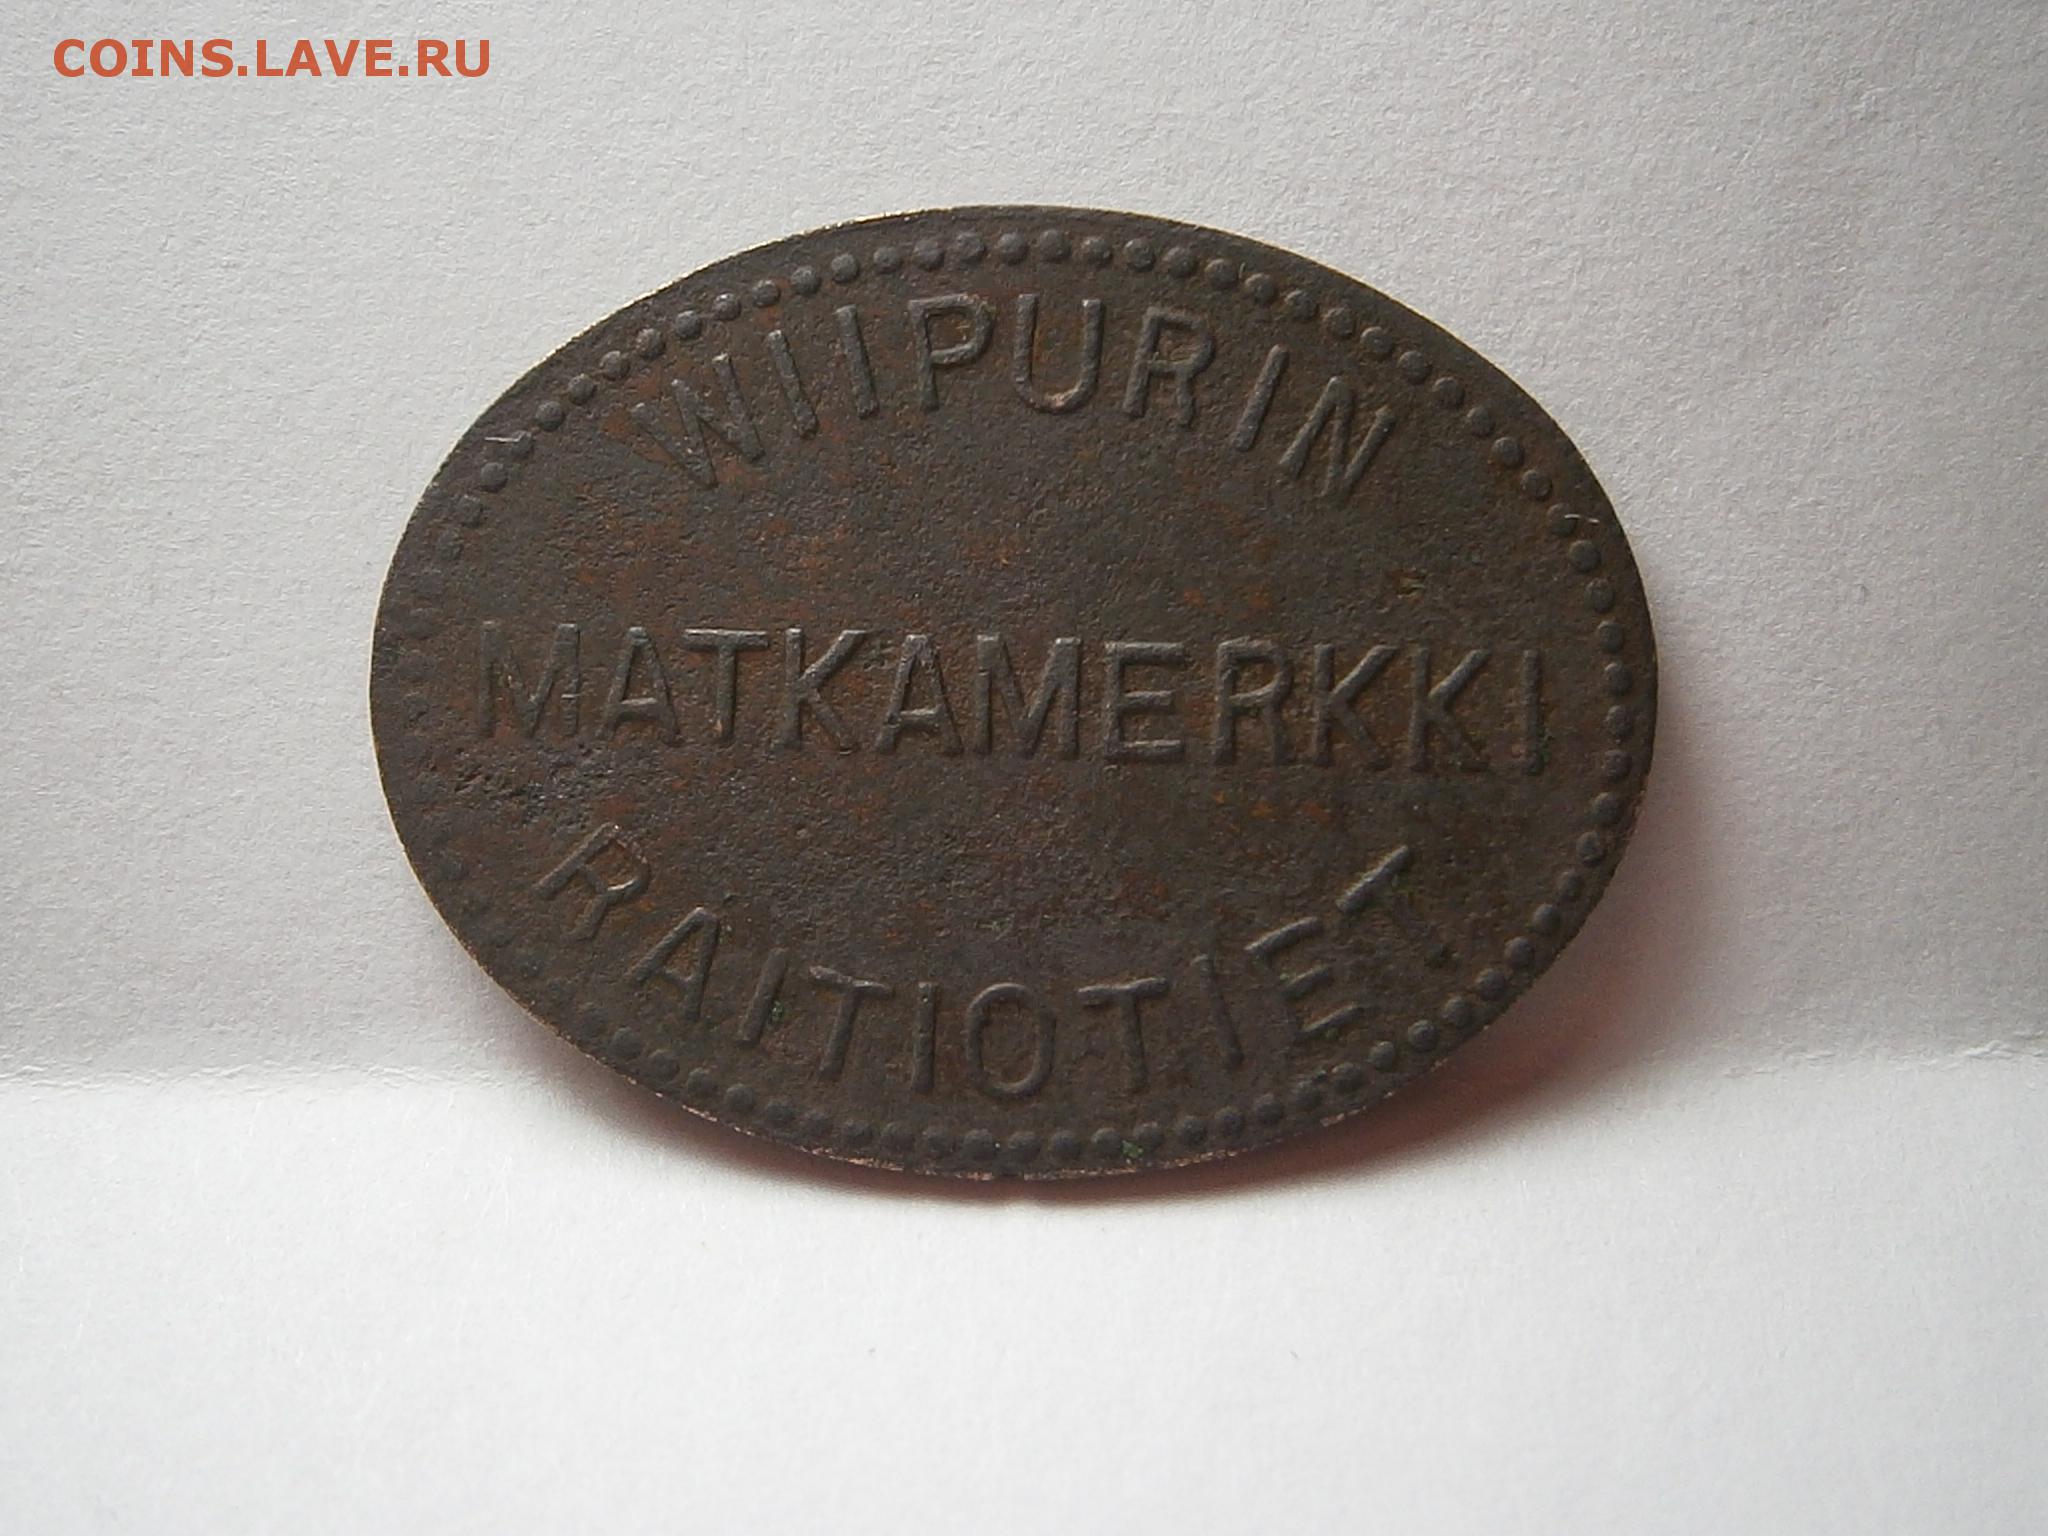 COINS.LAVE.RU
WIIPURIN
MATKAMERKKI
RAITIOTIET